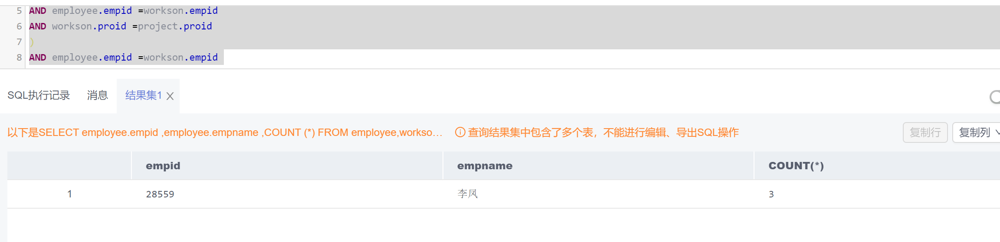 5 AND employee.empid =workson.empid
6 AND workson.proid =project.proid
7 )
8 AND employee.empid =workson.empid
SQL执行记录 消息 结果集1 X
以下是SELECT employee.empid ,employee.empname ,COUNT (*) FROM employee,workso… 查询结果集中包含了多个表，不能进行编辑、导出SQL操作 复制行 复制列
empid empname COUNT(*)
1 28559 李凤 3